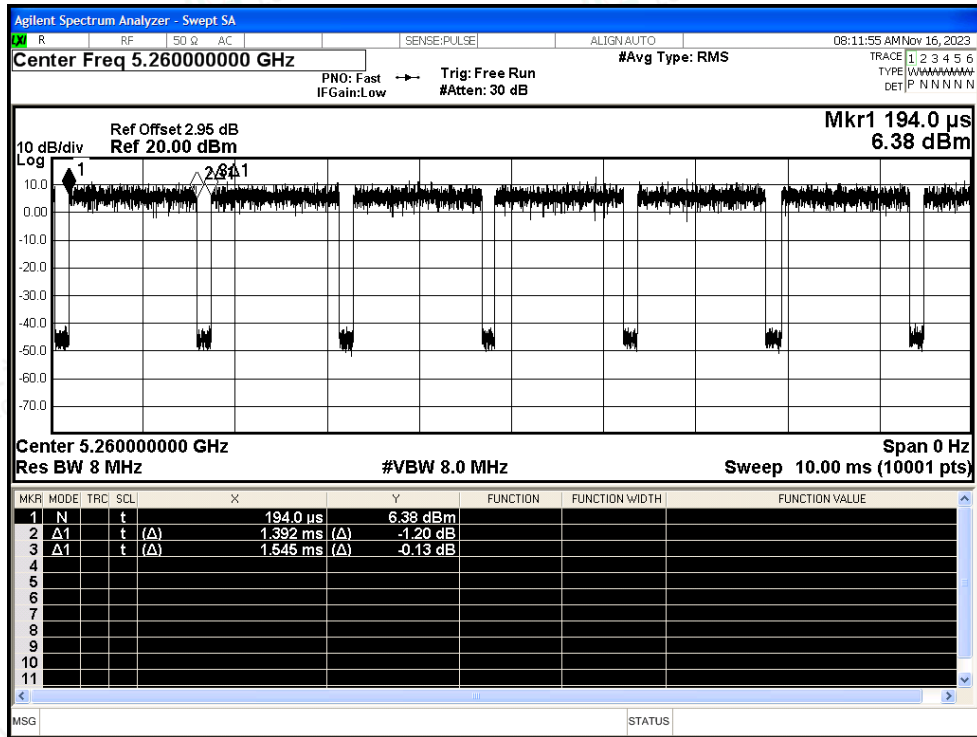 Agilent Spectrum Analyzer - Swept SA
LXI R RF 50 Ω AC SENSE:PULSE ALIGN AUTO 08:11:55 AM Nov 16, 2023
Center Freq 5.260000000 GHz #Avg Type: RMS TRACE 1 2 3 4 5 6
PNO: Fast Trig: Free Run TYPE WWWWWW
IFGain:Low #Atten: 30 dB DET P N N N N N
Mkr1 194.0 µs
Ref Offset 2.95 dB
10 dB/div Ref 20.00 dBm 6.38 dBm
Log
1 2Δ1 3Δ1
10.0
0.00
-10.0
-20.0
-30.0
-40.0
-50.0
-60.0
-70.0
Center 5.260000000 GHz Span 0 Hz
Res BW 8 MHz #VBW 8.0 MHz Sweep 10.00 ms (10001 pts)
MKR MODE TRC SCL X Y FUNCTION FUNCTION WIDTH FUNCTION VALUE
1 N t 194.0 µs 6.38 dBm
2 Δ1 t (Δ) 1.392 ms (Δ) -1.20 dB
3 Δ1 t (Δ) 1.545 ms (Δ) -0.13 dB
4
5
6
7
8
9
10
11
MSG STATUS